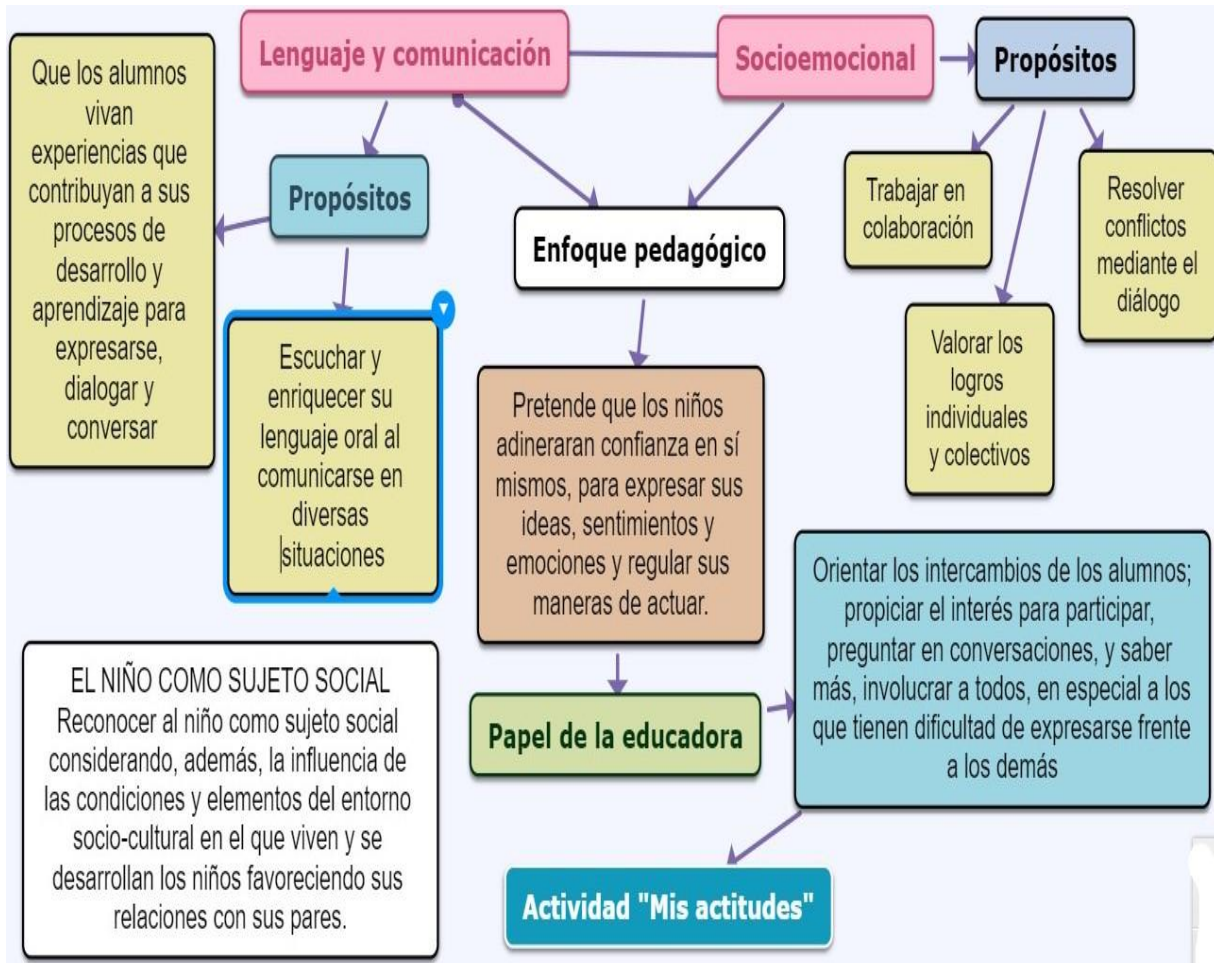 Lenguaje y comunicación
Socioemocional
Propósitos
Que los alumnos
vivan
experiencias que
contribuyan a sus
procesos de
desarrollo y
aprendizaje para
expresarse,
dialogar y
conversar
Propósitos
Escuchar y
enriquecer su
lenguaje oral al
comunicarse en
diversas
situaciones
Enfoque pedagógico
Trabajar en
colaboración
Resolver
conflictos
mediante el
diálogo
Valorar los
logros
individuales
y colectivos
Pretende que los niños
adineraran confianza en sí
mismos, para expresar sus
ideas, sentimientos y
emociones y regular sus
maneras de actuar.
Papel de la educadora
Orientar los intercambios de los alumnos;
propiciar el interés para participar,
preguntar en conversaciones, y saber
más, involucrar a todos, en especial a los
que tienen dificultad de expresarse frente
a los demás
Actividad "Mis actitudes"
EL NIÑO COMO SUJETO SOCIAL
Reconocer al niño como sujeto social
considerando, además, la influencia de
las condiciones y elementos del entorno
socio-cultural en el que viven y se
desarrollan los niños favoreciendo sus
relaciones con sus pares.